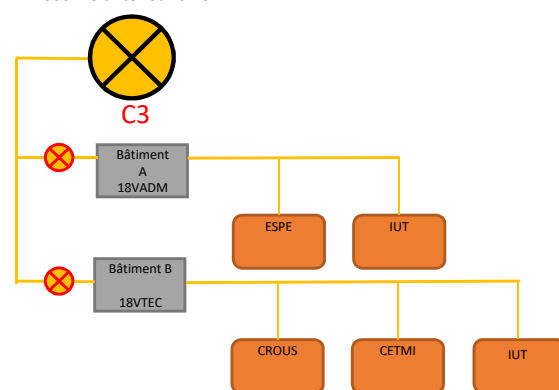 C3
Bâtiment
A
18VADM
ESPE
IUT
Bâtiment B
18VTEC
CROUS
CETMI
IUT